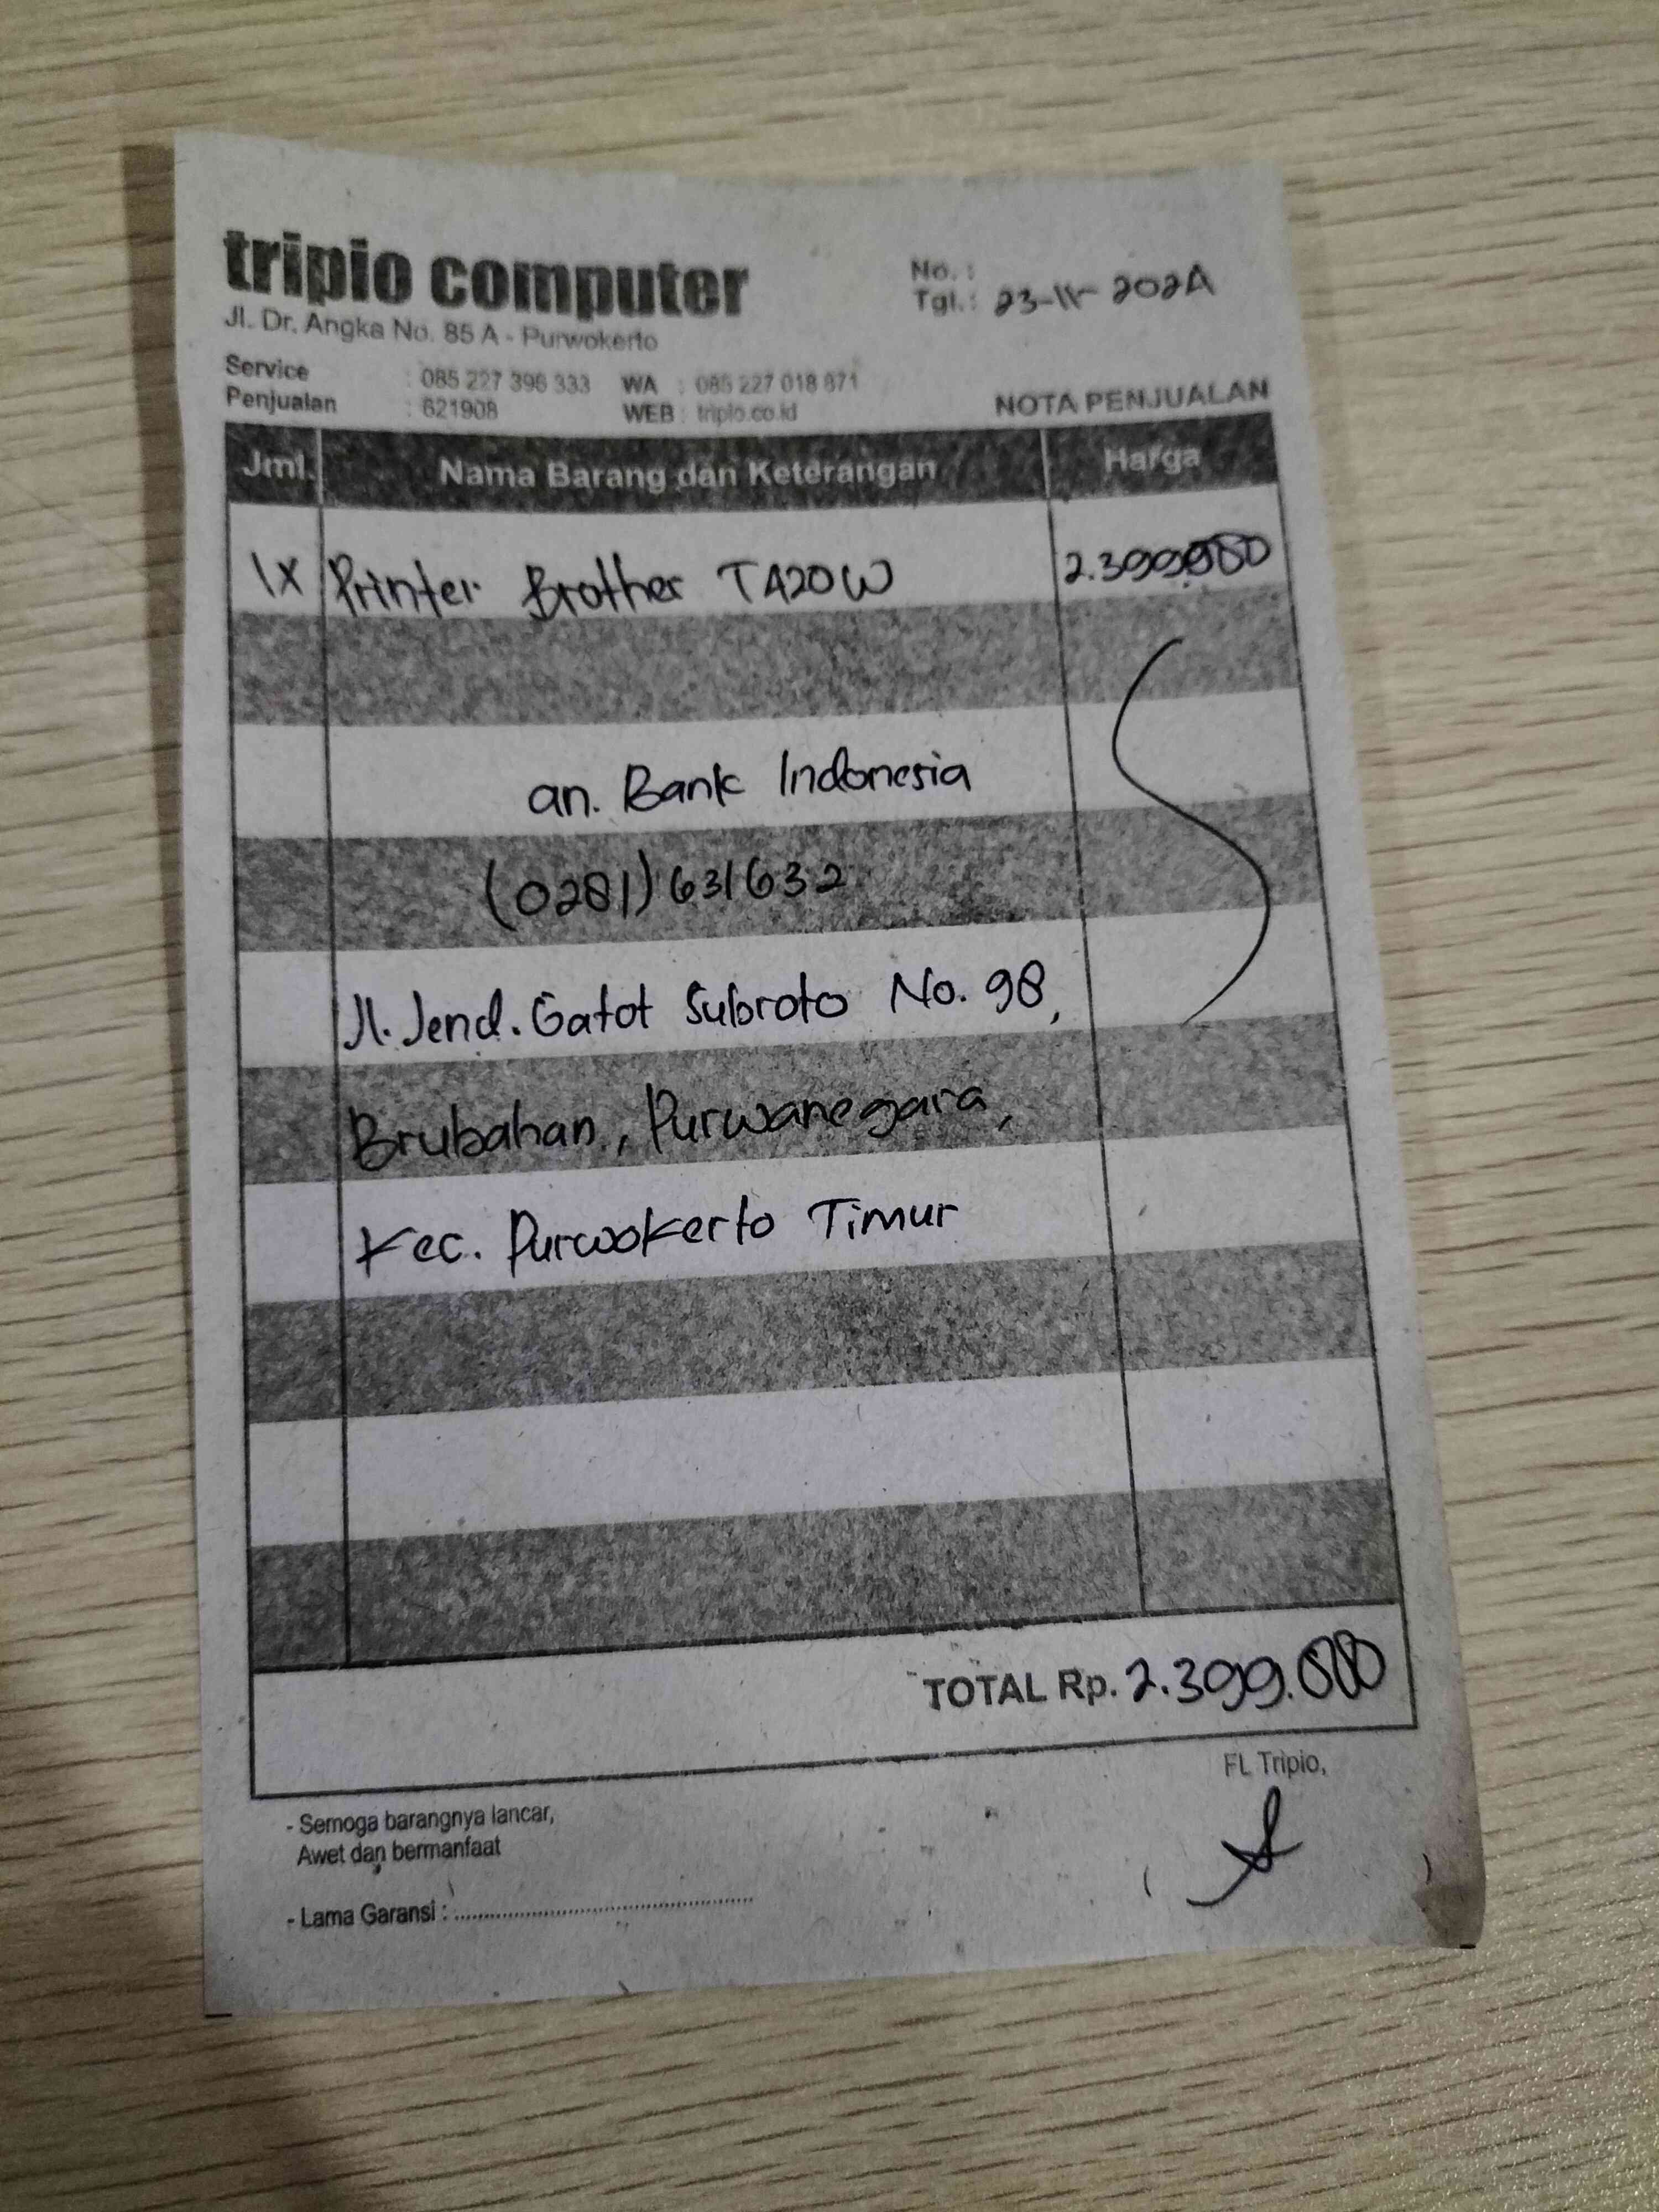 tripio computer
Jl. Dr. Angka No. 85 A - Purwokerto
No. :
Tgl. : 23-11-2024
Service : 085 227 396 333 WA : 085 227 018 871
Penjualan : 621908 WEB : tripio.co.id
NOTA PENJUALAN
Jml. Nama Barang dan Keterangan Harga
1X Printer Brother T420W 2.399.000
an. Bank Indonesia
(0281) 631632
Jl. Jend. Gatot Subroto No. 98,
Brubahan, Purwanegara,
Kec. Purwokerto Timur
TOTAL Rp. 2.399.000
FL Tripio,
- Semoga barangnya lancar,
Awet dan bermanfaat
- Lama Garansi :
( )